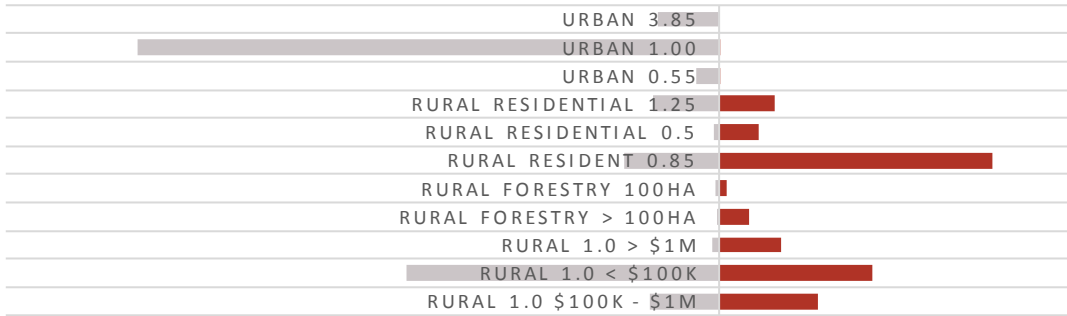 URBAN 3.85
URBAN 1.00
URBAN 0.55
RURAL RESIDENTIAL 1.25
RURAL RESIDENTIAL 0.5
RURAL RESIDENT 0.85
RURAL FORESTRY 100HA
RURAL FORESTRY > 100HA
RURAL 1.0 > $1M
RURAL 1.0 < $100K
RURAL 1.0 $100K - $1M